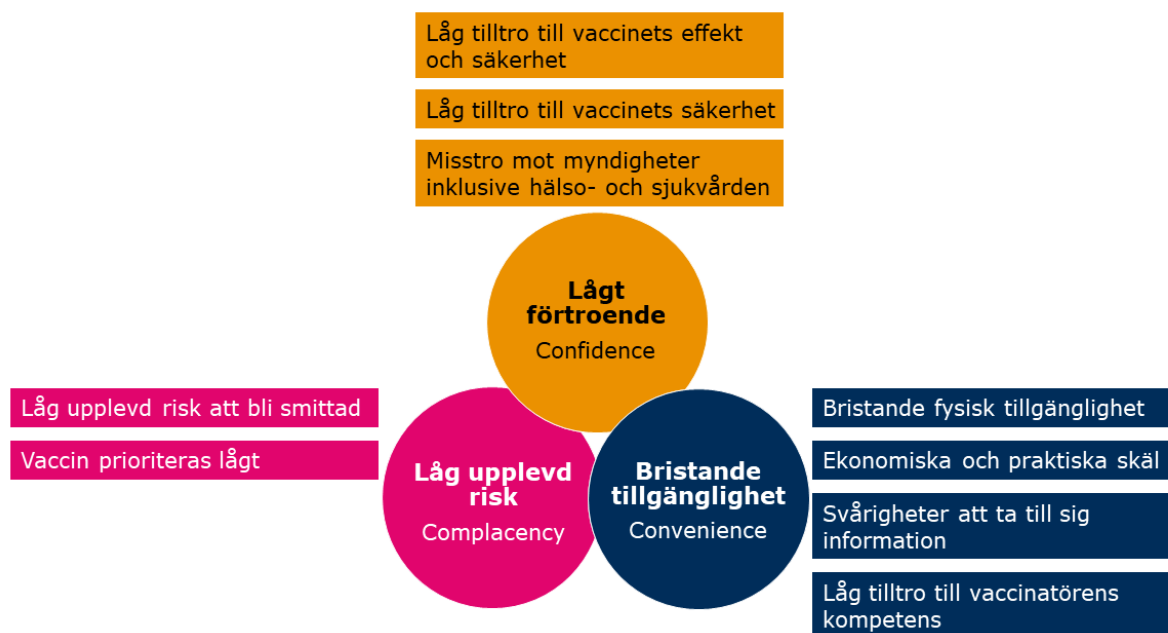 Låg tilltro till vaccinets effekt
och säkerhet
Låg tilltro till vaccinets säkerhet
Misstro mot myndigheter
inklusive hälso- och sjukvården
Lågt
förtroende
Confidence
Låg upplevd risk att bli smittad
Vaccin prioriteras lågt
Låg upplevd
risk
Complacency
Bristande
tillgänglighet
Convenience
Bristande fysisk tillgänglighet
Ekonomiska och praktiska skäl
Svårigheter att ta till sig
information
Låg tilltro till vaccinatörens
kompetens